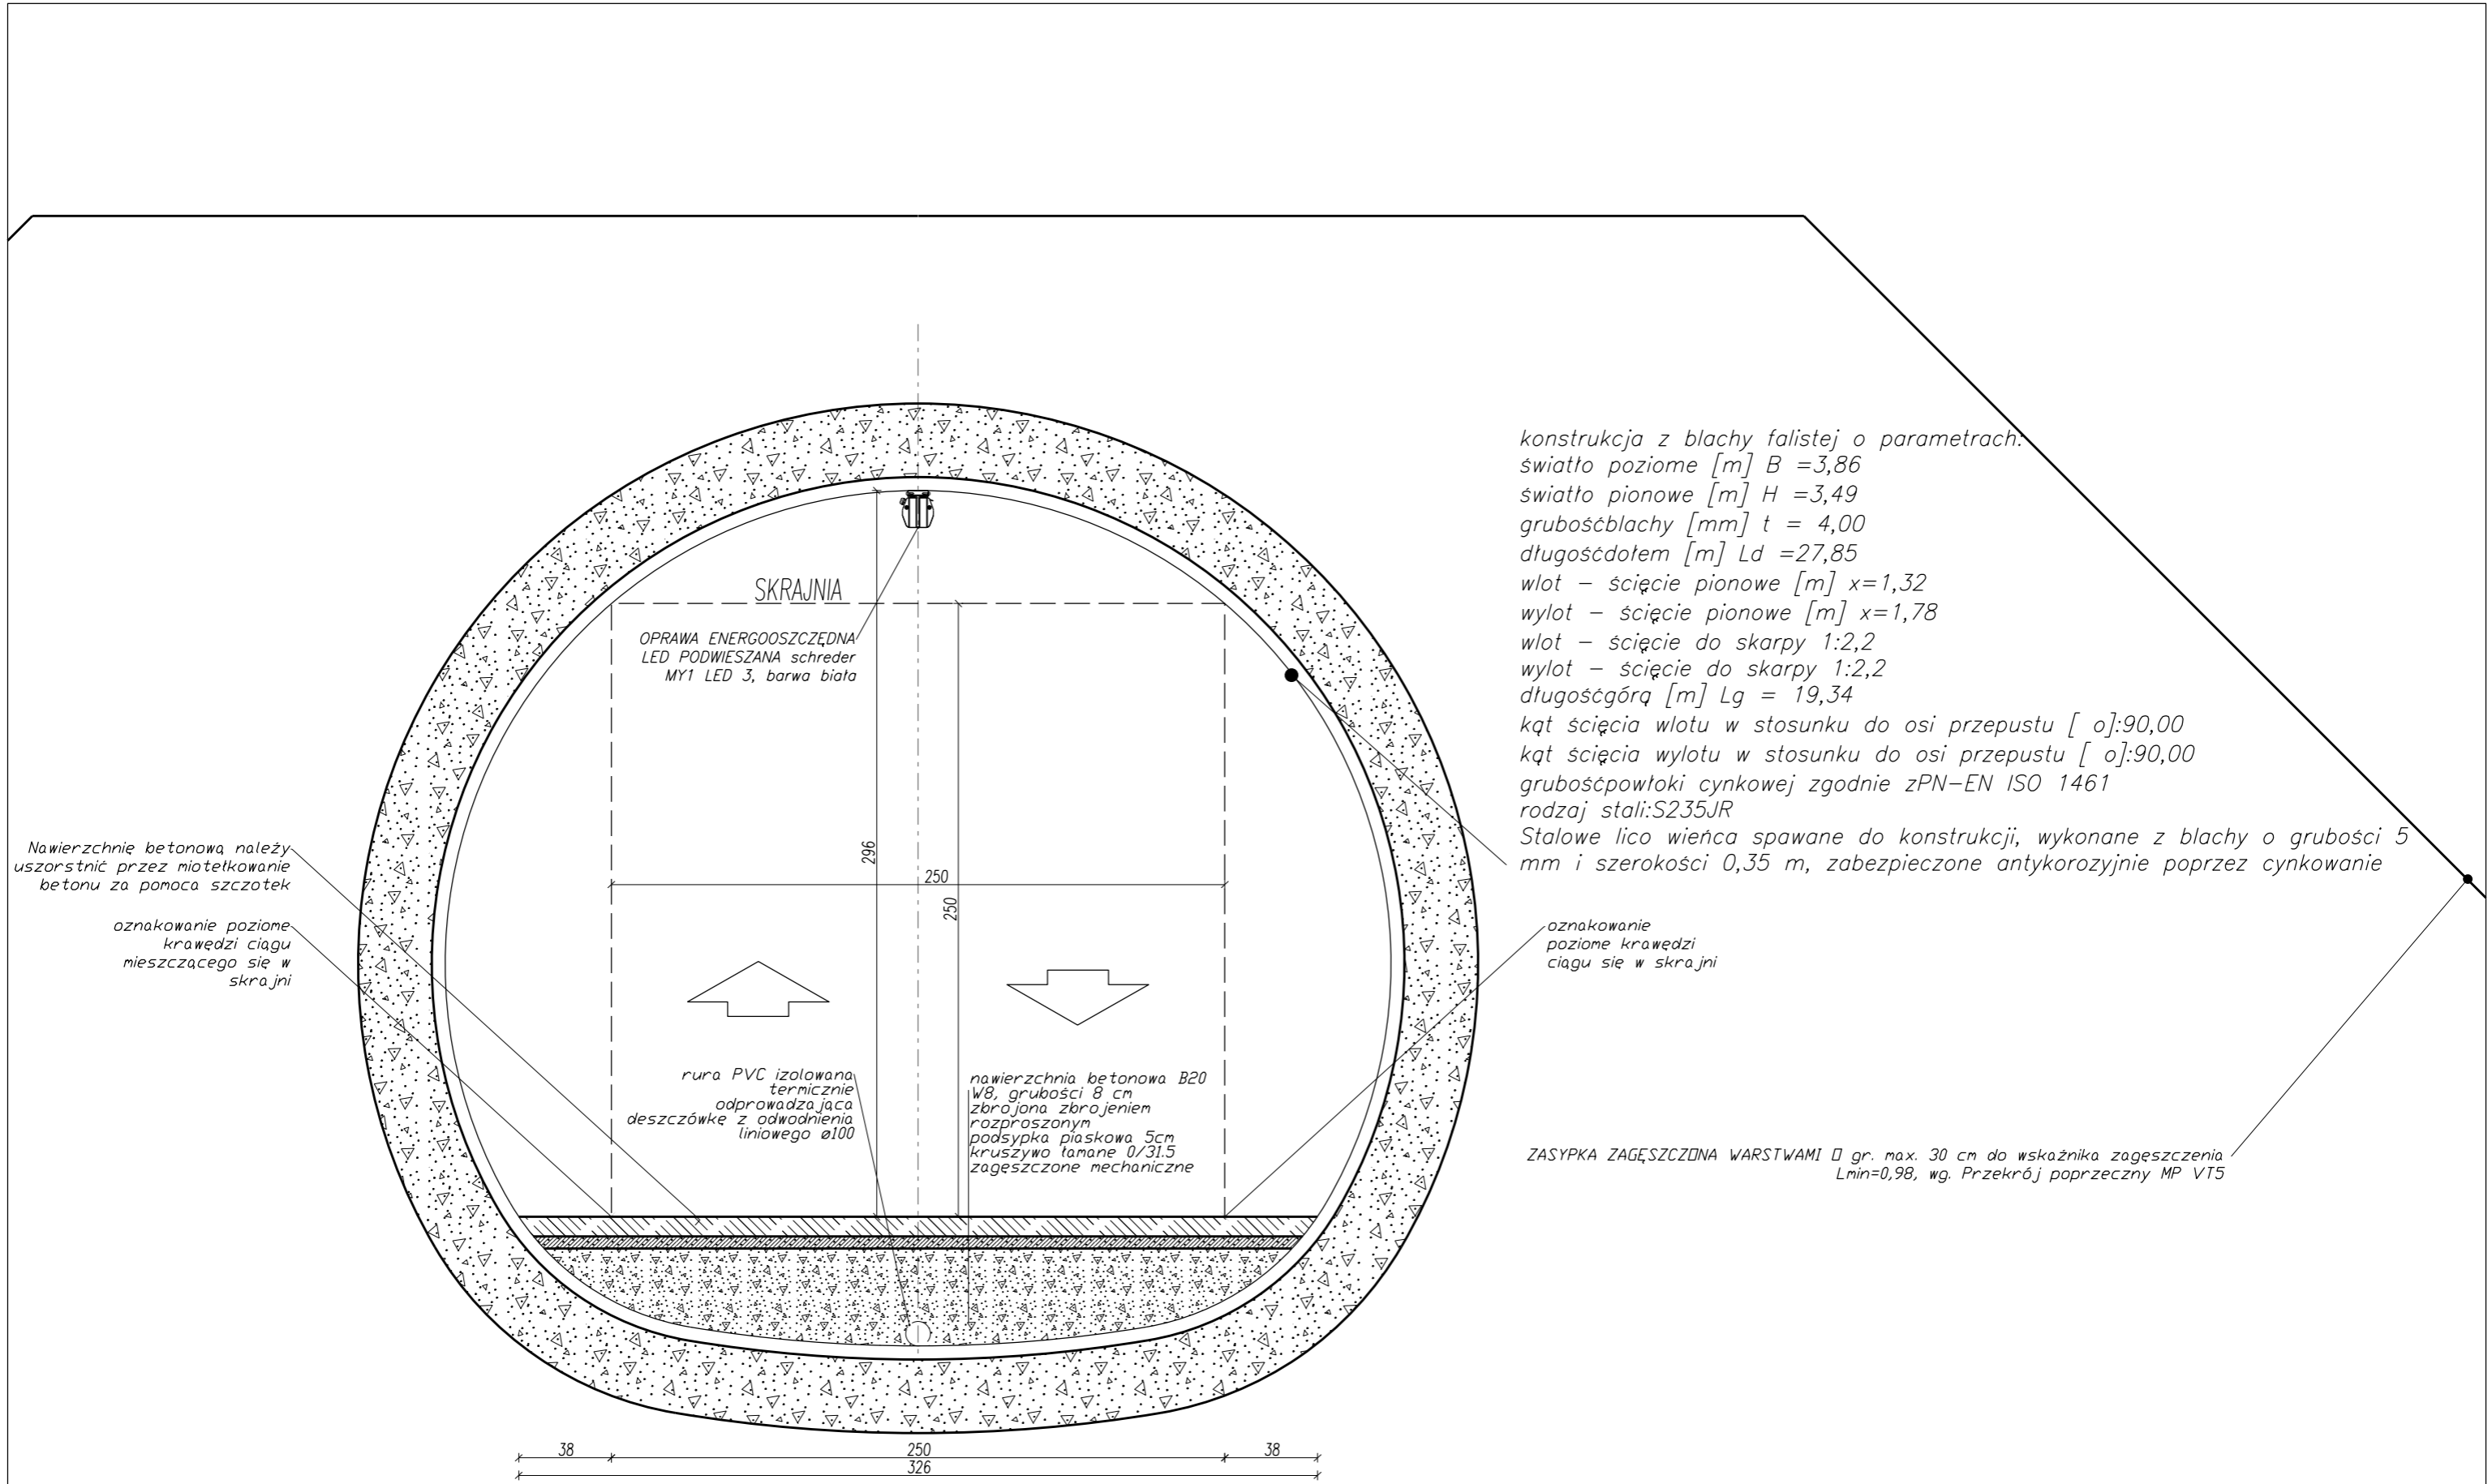 konstrukcja z blachy falistej o parametrach:
światło poziome [m] B =3,86
światło pionowe [m] H =3,49
grubośćblachy [mm] t = 4,00
długośćdołem [m] Ld =27,85
wlot – ścięcie pionowe [m] x=1,32
wylot – ścięcie pionowe [m] x=1,78
wlot – ścięcie do skarpy 1:2,2
wylot – ścięcie do skarpy 1:2,2
długośćgórą [m] Lg = 19,34
kąt ścięcia wlotu w stosunku do osi przepustu [ o]:90,00
kąt ścięcia wylotu w stosunku do osi przepustu [ o]:90,00
grubośćpowłoki cynkowej zgodnie zPN–EN ISO 1461
rodzaj stali:S235JR
Stalowe lico wieńca spawane do konstrukcji, wykonane z blachy o grubości 5
mm i szerokości 0,35 m, zabezpieczone antykorozyjnie poprzez cynkowanie
SKRAJNIA
OPRAWA ENERGOOSZCZĘDNA
LED PODWIESZANA schreder
MY1 LED 3, barwa biała
296
250
250
Nawierzchnię betonową należy
uszorstnić przez miotełkowanie
betonu za pomoca szczotek
oznakowanie poziome
krawędzi ciągu
mieszczącego się w
skrajni
oznakowanie
poziome krawędzi
ciągu się w skrajni
rura PVC izolowana
termicznie
odprowadzająca
deszczówkę z odwodnienia
liniowego ø100
nawierzchnia betonowa B20
W8, grubości 8 cm
zbrojona zbrojeniem
rozproszonym
podsypka piaskowa 5cm
kruszywo łamane 0/31.5
zagęszczone mechaniczne
ZASYPKA ZAGĘSZCZ▯NA WARSTWAMI ▯ gr. max. 30 cm do wskaźnika zagęszczenia
Lmin=0,98, wg. Przekrój poprzeczny MP VT5
38
250
38
326